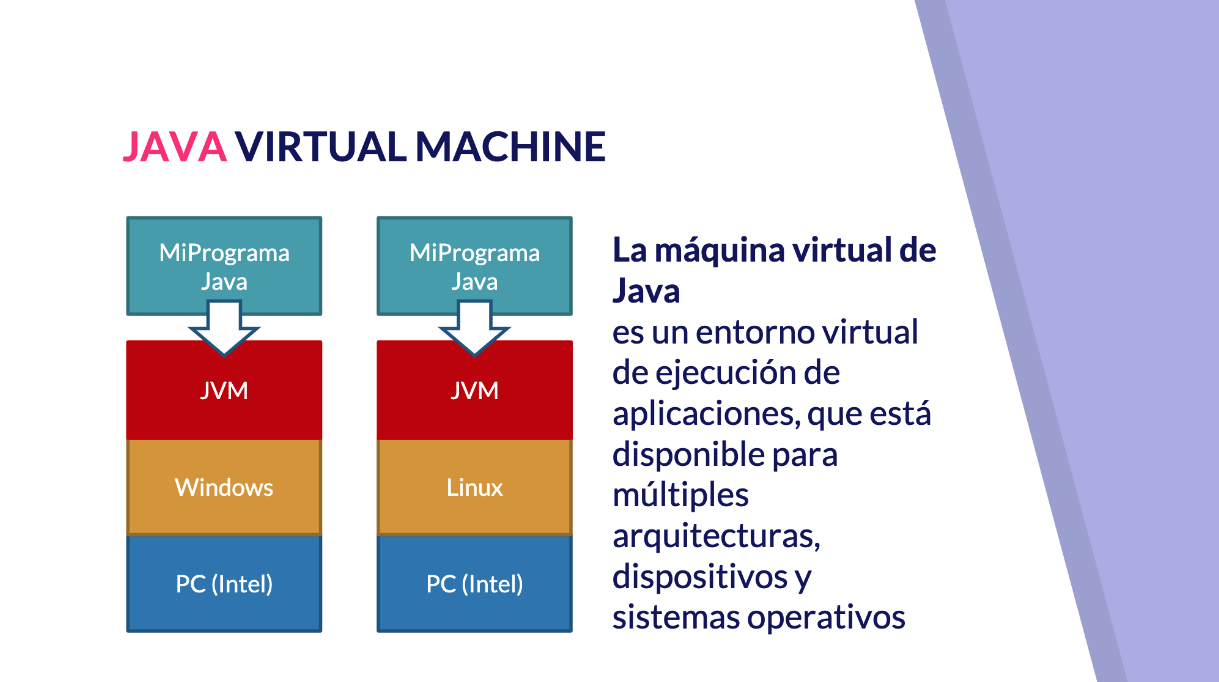 JAVA VIRTUAL MACHINE
MiPrograma
Java
JVM
Windows
PC (Intel)
MiPrograma
Java
JVM
Linux
PC (Intel)
La máquina virtual de
Java
es un entorno virtual
de ejecución de
aplicaciones, que está
disponible para
múltiples
arquitecturas,
dispositivos y
sistemas operativos